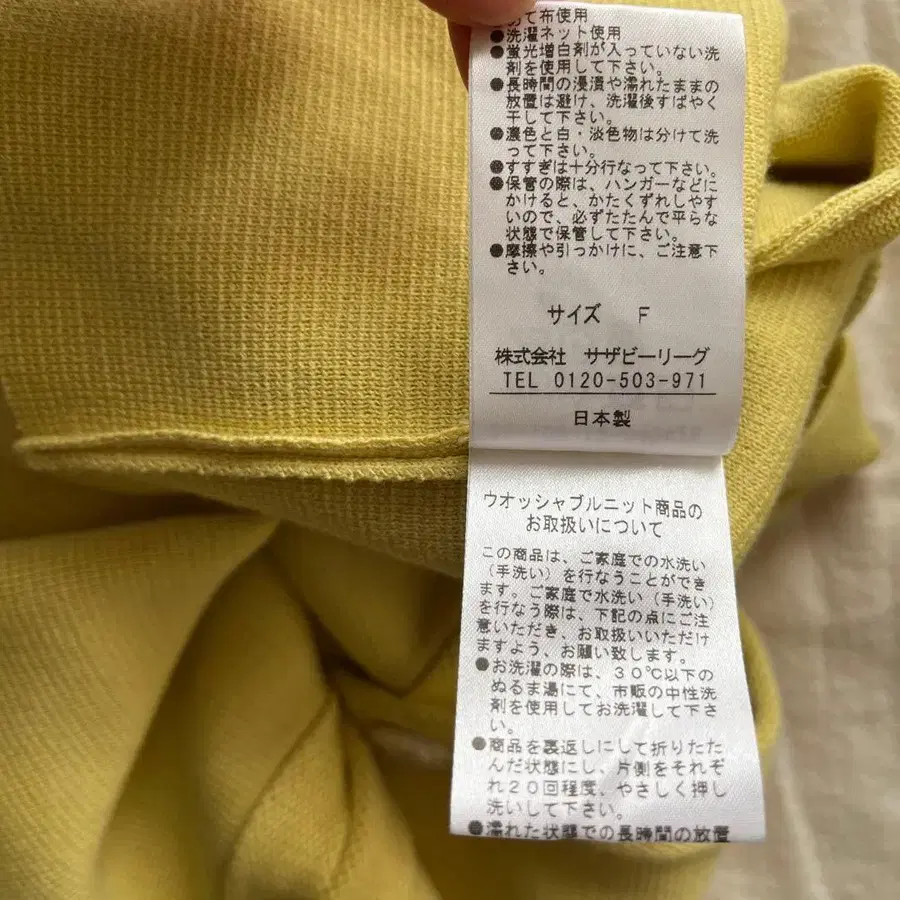 あて布使用
●洗濯ネット使用
●蛍光増白剤が入っていない洗
剤を使用して下さい。
●長時間の浸漬や濡れたままの
放置は避け、洗濯後すばやく
干して下さい。
●濃色と白・淡色物は分けて洗
って下さい。
●すすぎは十分行なって下さい。
●保管の際は、ハンガーなどに
かけると、かたくずれしやす
いので、必ずたたんで平らな
状態で保管して下さい。
●摩擦や引っかけに、ご注意下
さい。
サイズ F
株式会社 サザビーリーグ
TEL 0120-503-971
日本製
ウオッシャブルニット商品の
お取扱いについて
この商品は、ご家庭での水洗い
(手洗い)を行なうことができ
ます。ご家庭で水洗い(手洗い)
を行なう際は、下記の点にご注
意いただき、お取扱いいただけ
ますよう、お願い致します。
●お洗濯の際は、30℃以下の
ぬるま湯にて、市販の中性洗
剤を使用してお洗濯して下さ
い。
●商品を裏返しにして折りたた
んだ状態にし、片側をそれぞ
れ20回程度、やさしく押し
洗いして下さい。
●濡れた状態での長時間の放置